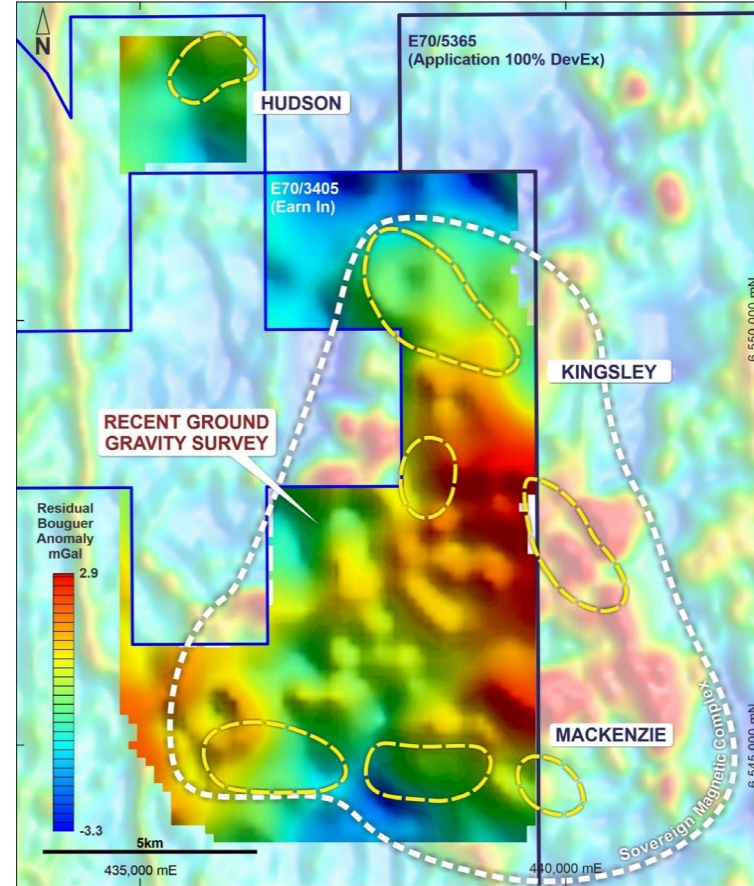 N
E70/5365
(Application 100% DevEx)
HUDSON
E70/3405
(Earn In)
6,550,000 mN
KINGSLEY
RECENT GROUND
GRAVITY SURVEY
Residual
Bouguer
Anomaly
mGal
2.9
-3.3
MACKENZIE
6,545,000 mN
Sovereign Magnetic Complex
5km
435,000 mE
440,000 mE